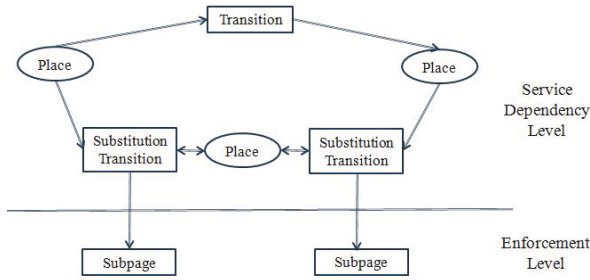 Transition
Place
Place
Service
Dependency
Level
Substitution
Transition
Place
Substitution
Transition
Enforcement
Level
Subpage
Subpage